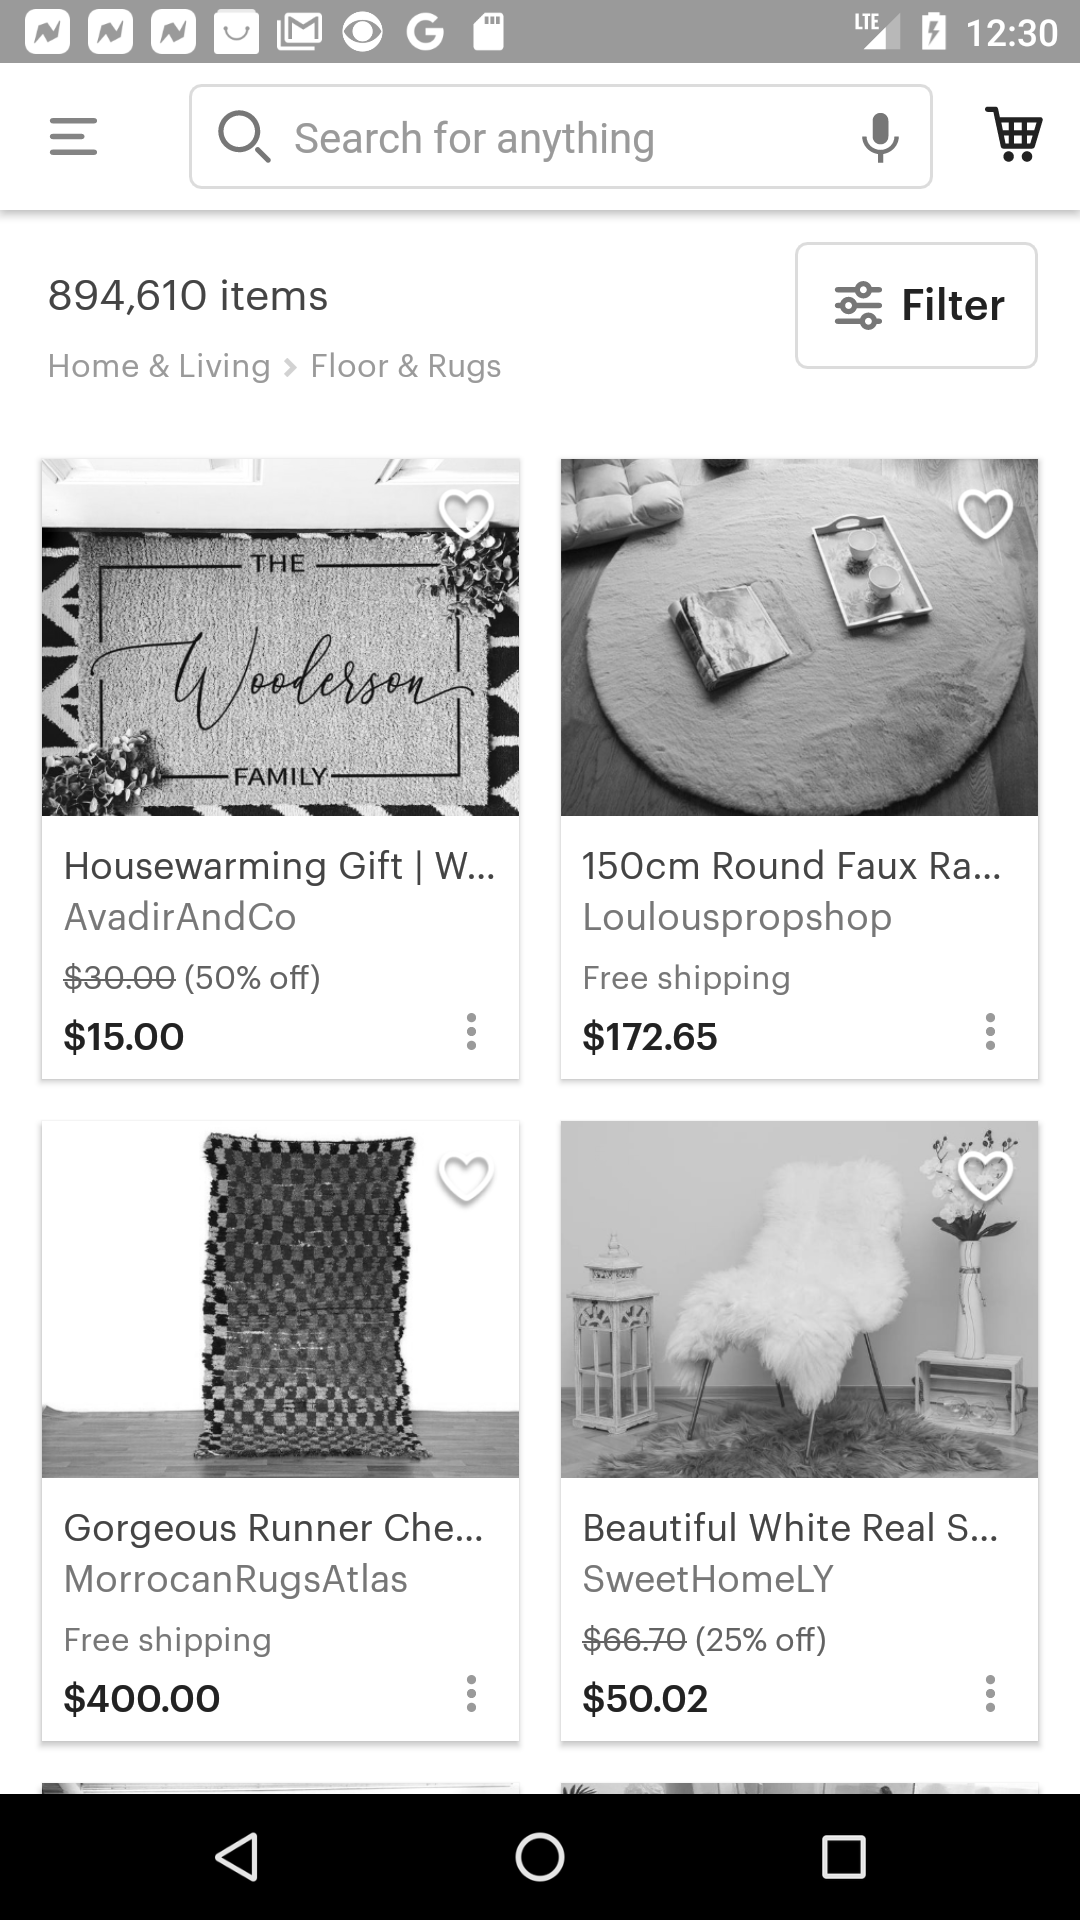 LTE 12:30
Search for anything
894,610 items
Filter
Home & Living > Floor & Rugs
THE
Wooderson
FAMILY
Housewarming Gift | W...
AvadirAndCo
$30.00 (50% off)
$15.00
150cm Round Faux Ra...
Loulouspropshop
Free shipping
$172.65
Gorgeous Runner Che...
MorrocanRugsAtlas
Free shipping
$400.00
Beautiful White Real S...
SweetHomeLY
$66.70 (25% off)
$50.02